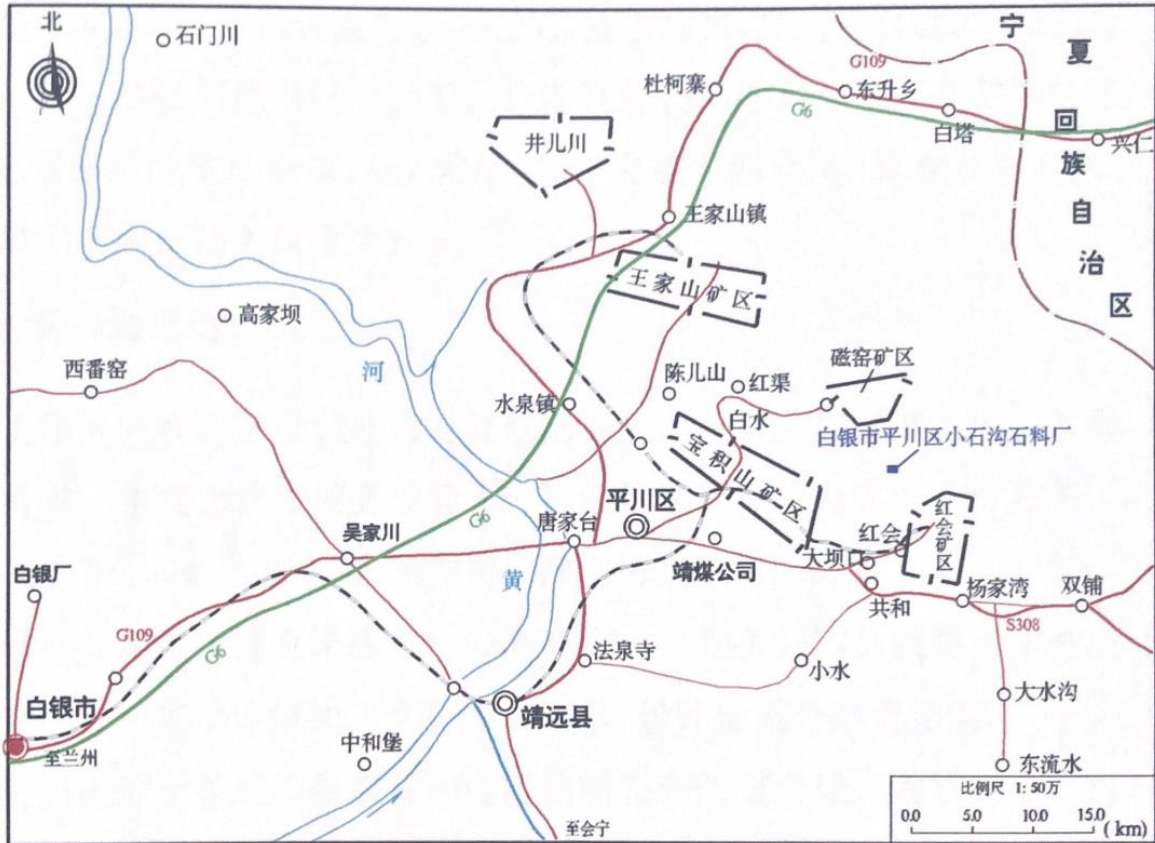 北
石门川
宁夏回族自治区
G109
杜柯寨
东升乡
G6
白塔
兴仁
井儿川
王家山镇
王家山矿区
高家坝
河
西番窑
陈儿山
红渠
磁窑矿区
水泉镇
白水
白银市平川区小石沟石料厂
宝积山矿区
G6
平川区
吴家川
唐家台
红会
红会矿区
靖煤公司
大坝
白银厂
黄
共和
杨家湾
双铺
G109
G6
S308
法泉寺
小水
白银市
大水沟
靖远县
至兰州
中和堡
东流水
比例尺 1:50万
至会宁
0.0 5.0 10.0 15.0 (km)